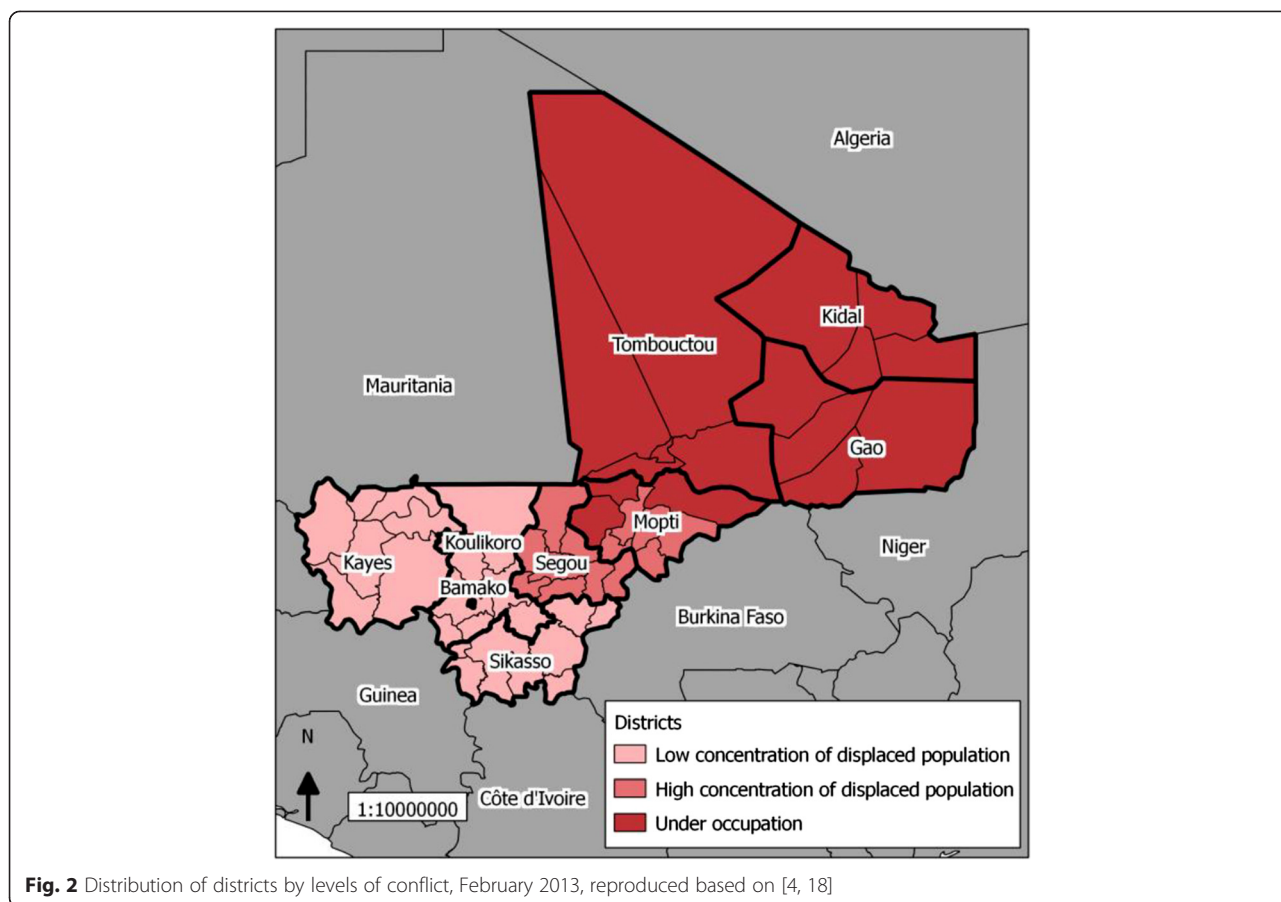 Algeria
Kidal
Tombouctou
Mauritania
Gao
Mopti
Koulikoro
Niger
Kayes
Segou
Bamako
Burkina Faso
Sikasso
Guinea
Districts
N
Low concentration of displaced population
High concentration of displaced population
Côte d'Ivoire
1:10000000
Under occupation
Fig. 2 Distribution of districts by levels of conflict, February 2013, reproduced based on [4, 18]